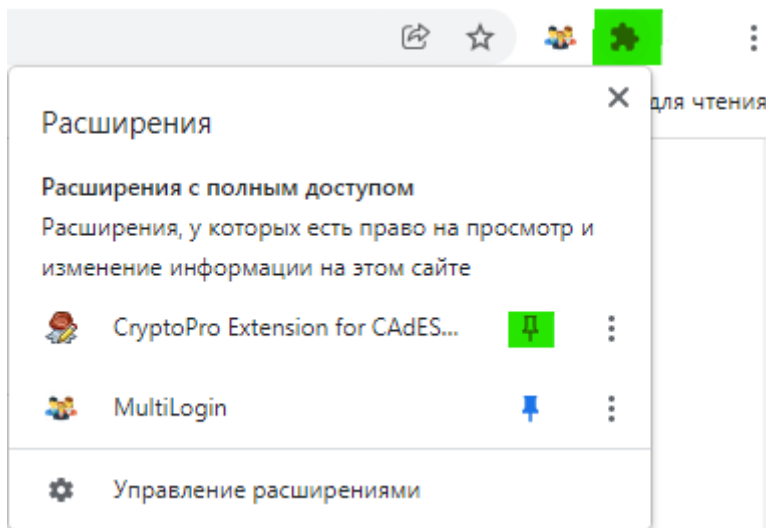 для чтения
Расширения
Расширения с полным доступом
Расширения, у которых есть право на просмотр и
изменение информации на этом сайте
CryptoPro Extension for CAdES...
MultiLogin
Управление расширениями